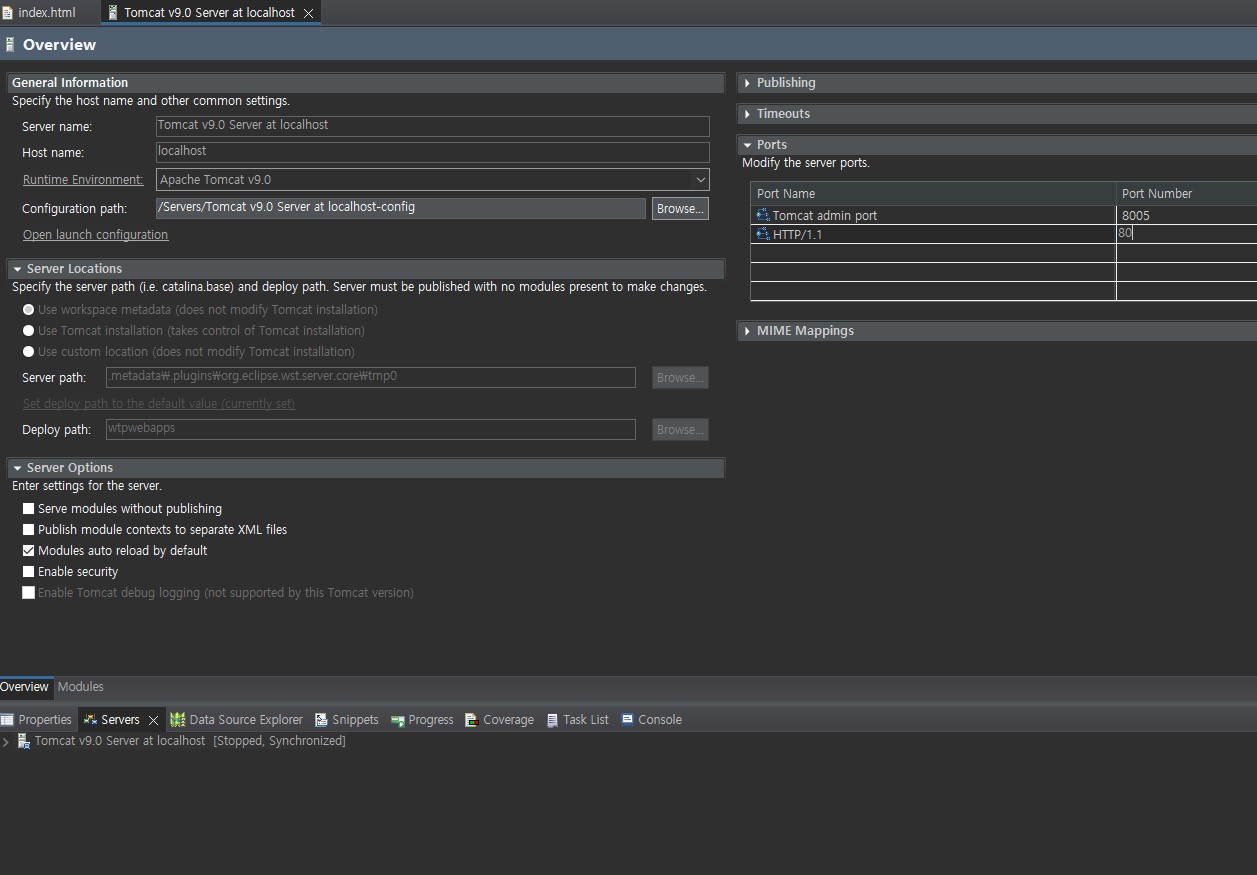 index.html
Tomcat v9.0 Server at localhost
Overview
General Information
Specify the host name and other common settings.
Server name:
Tomcat v9.0 Server at localhost
Host name:
localhost
Runtime Environment:
Apache Tomcat v9.0
Configuration path:
/Servers/Tomcat v9.0 Server at localhost-config
Browse...
Open launch configuration
Server Locations
Specify the server path (i.e. catalina.base) and deploy path. Server must be published with no modules present to make changes.
Use workspace metadata (does not modify Tomcat installation)
Use Tomcat installation (takes control of Tomcat installation)
Use custom location (does not modify Tomcat installation)
Server path:
.metadata₩.plugins₩org.eclipse.wst.server.core₩tmp0
Browse...
Set deploy path to the default value (currently set)
Deploy path:
wtpwebapps
Browse...
Server Options
Enter settings for the server.
Serve modules without publishing
Publish module contexts to separate XML files
Modules auto reload by default
Enable security
Enable Tomcat debug logging (not supported by this Tomcat version)
Publishing
Timeouts
Ports
Modify the server ports.
Port Name Port Number
Tomcat admin port 8005
HTTP/1.1 80
MIME Mappings
Overview Modules
Properties Servers Data Source Explorer Snippets Progress Coverage Task List Console
Tomcat v9.0 Server at localhost [Stopped, Synchronized]